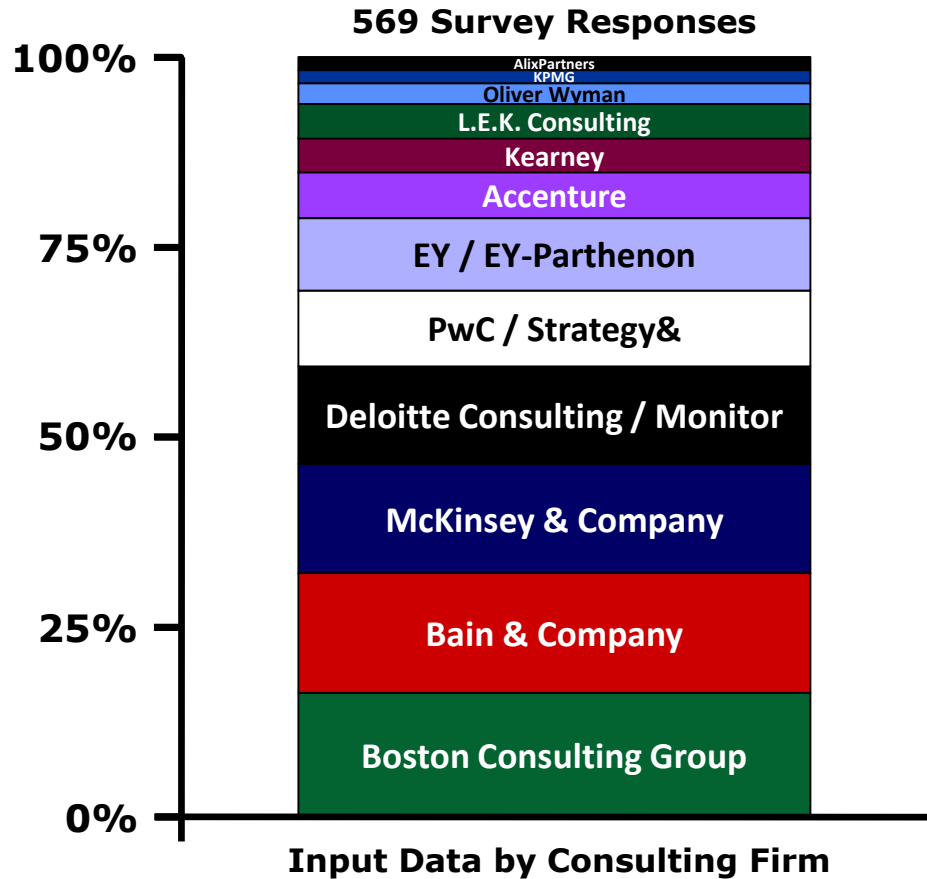 569 Survey Responses
100%
AlixPartners
KPMG
Oliver Wyman
L.E.K. Consulting
Kearney
Accenture
75%
EY / EY-Parthenon
PwC / Strategy&
Deloitte Consulting / Monitor
50%
McKinsey & Company
25%
Bain & Company
Boston Consulting Group
0%
Input Data by Consulting Firm